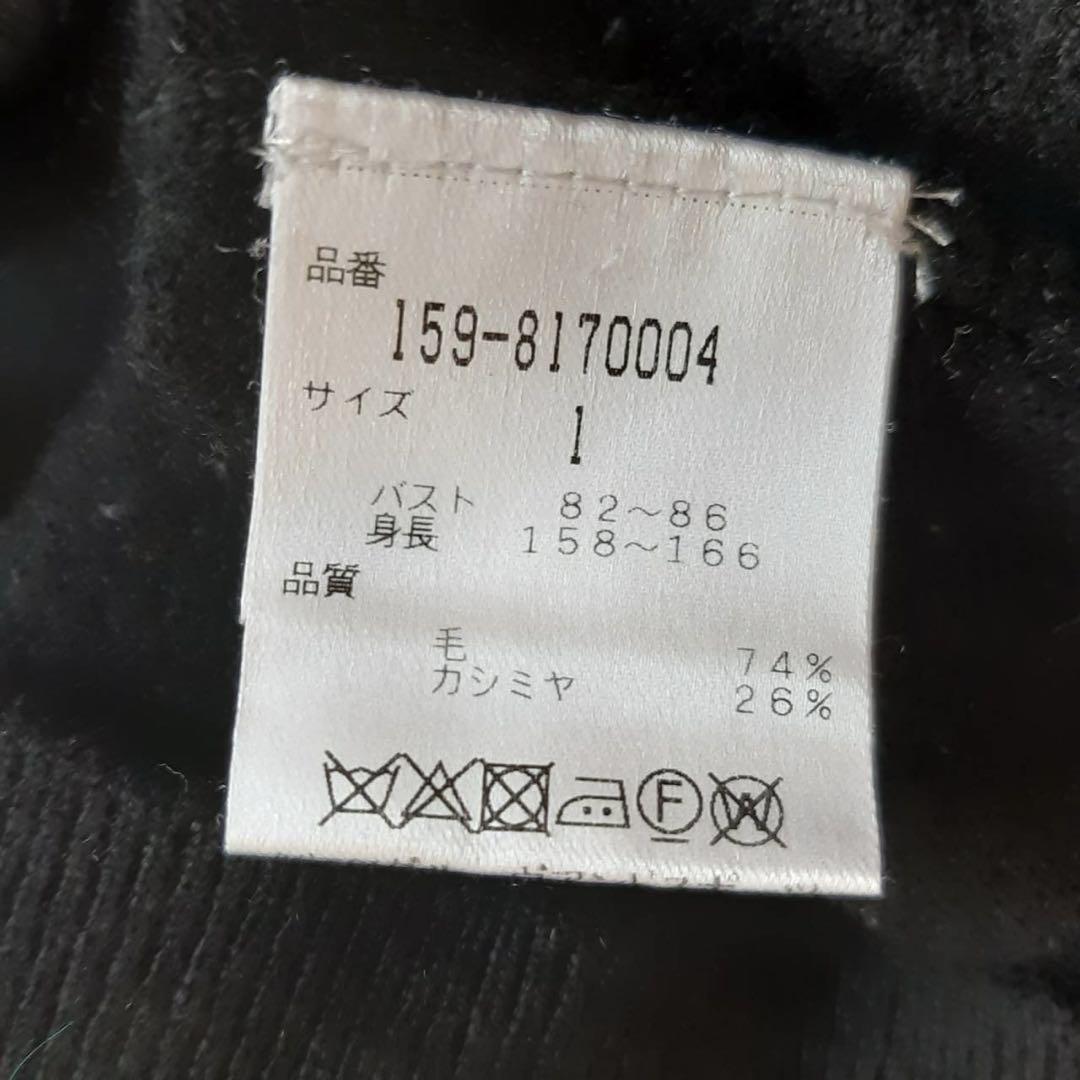 品番
159-8170004
サイズ
1
バスト 82～86
身長 158～166
品質
毛 74%
カシミヤ 26%
F
W